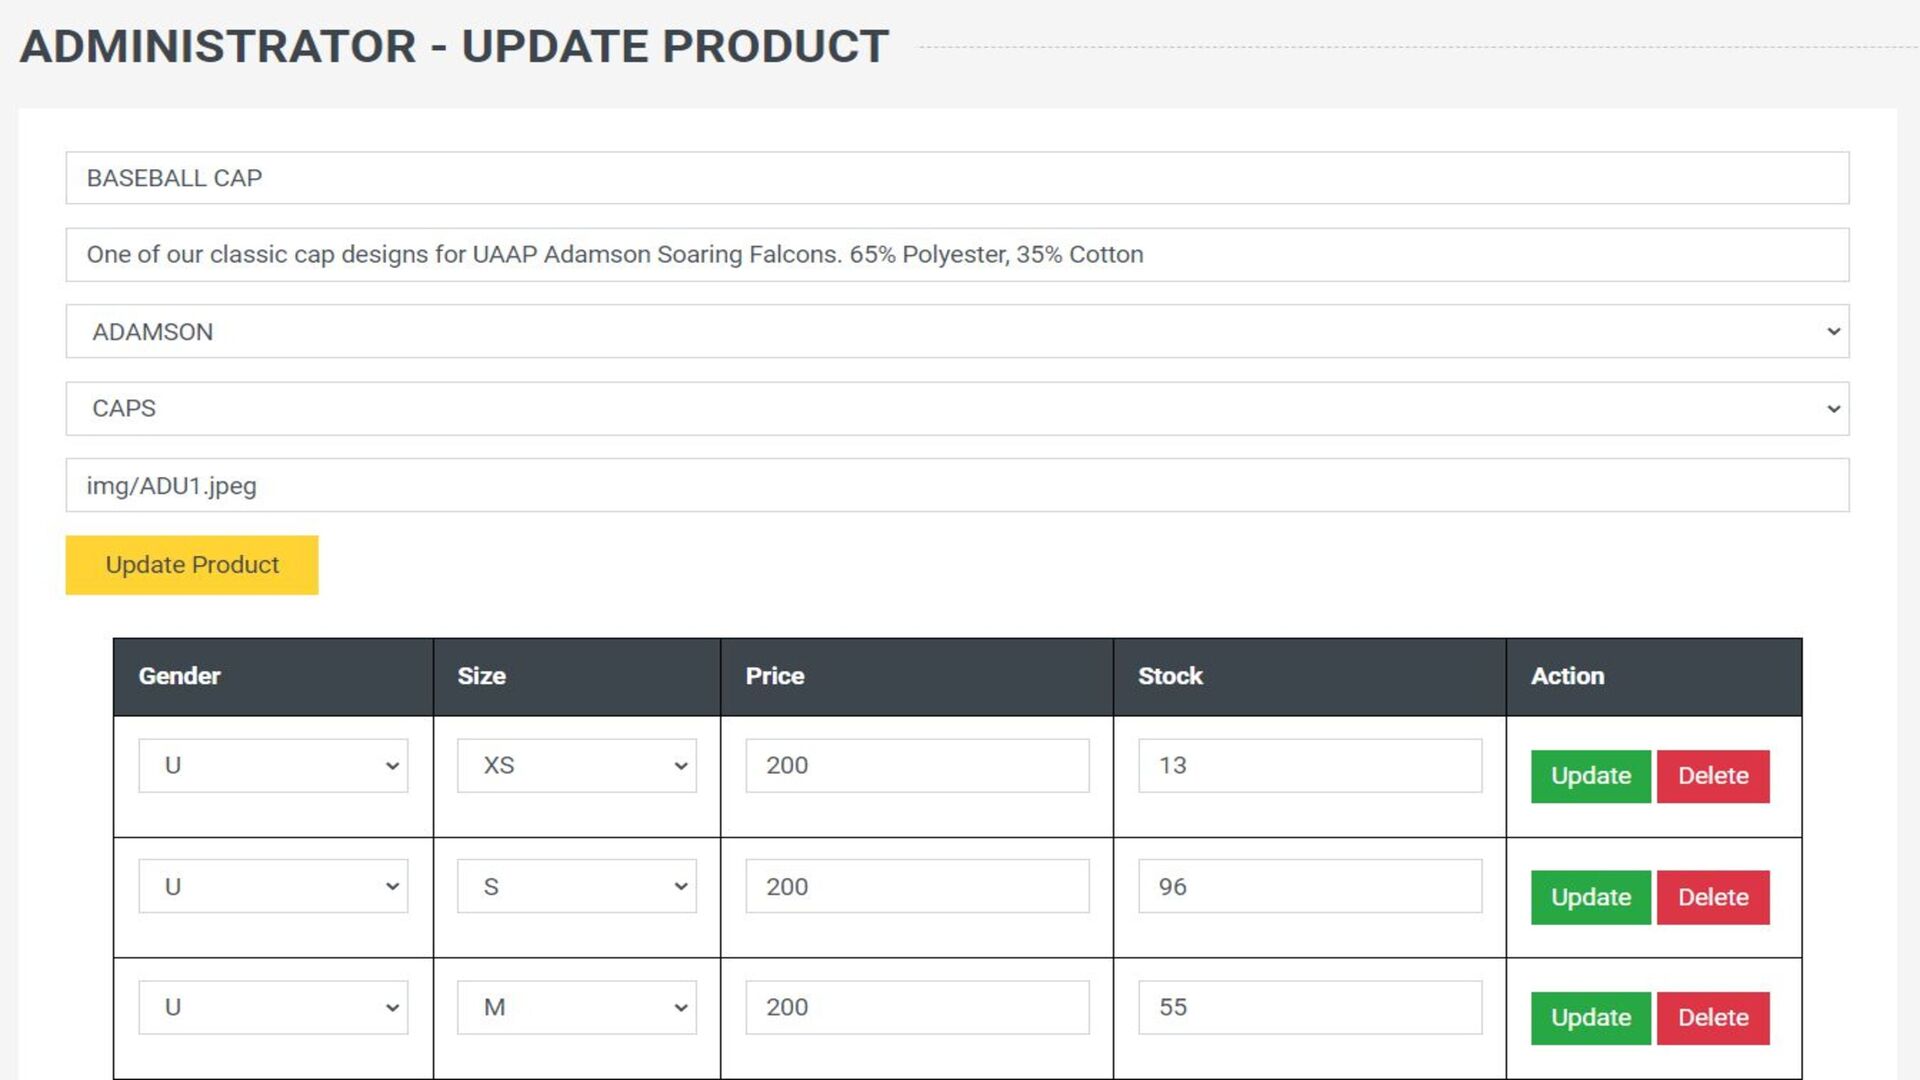 ADMINISTRATOR - UPDATE PRODUCT
BASEBALL CAP
One of our classic cap designs for UAAP Adamson Soaring Falcons. 65% Polyester, 35% Cotton
ADAMSON
CAPS
img/ADU1.jpeg
Update Product
Gender Size Price Stock Action
U XS 200 13 Update Delete
U S 200 96 Update Delete
U M 200 55 Update Delete